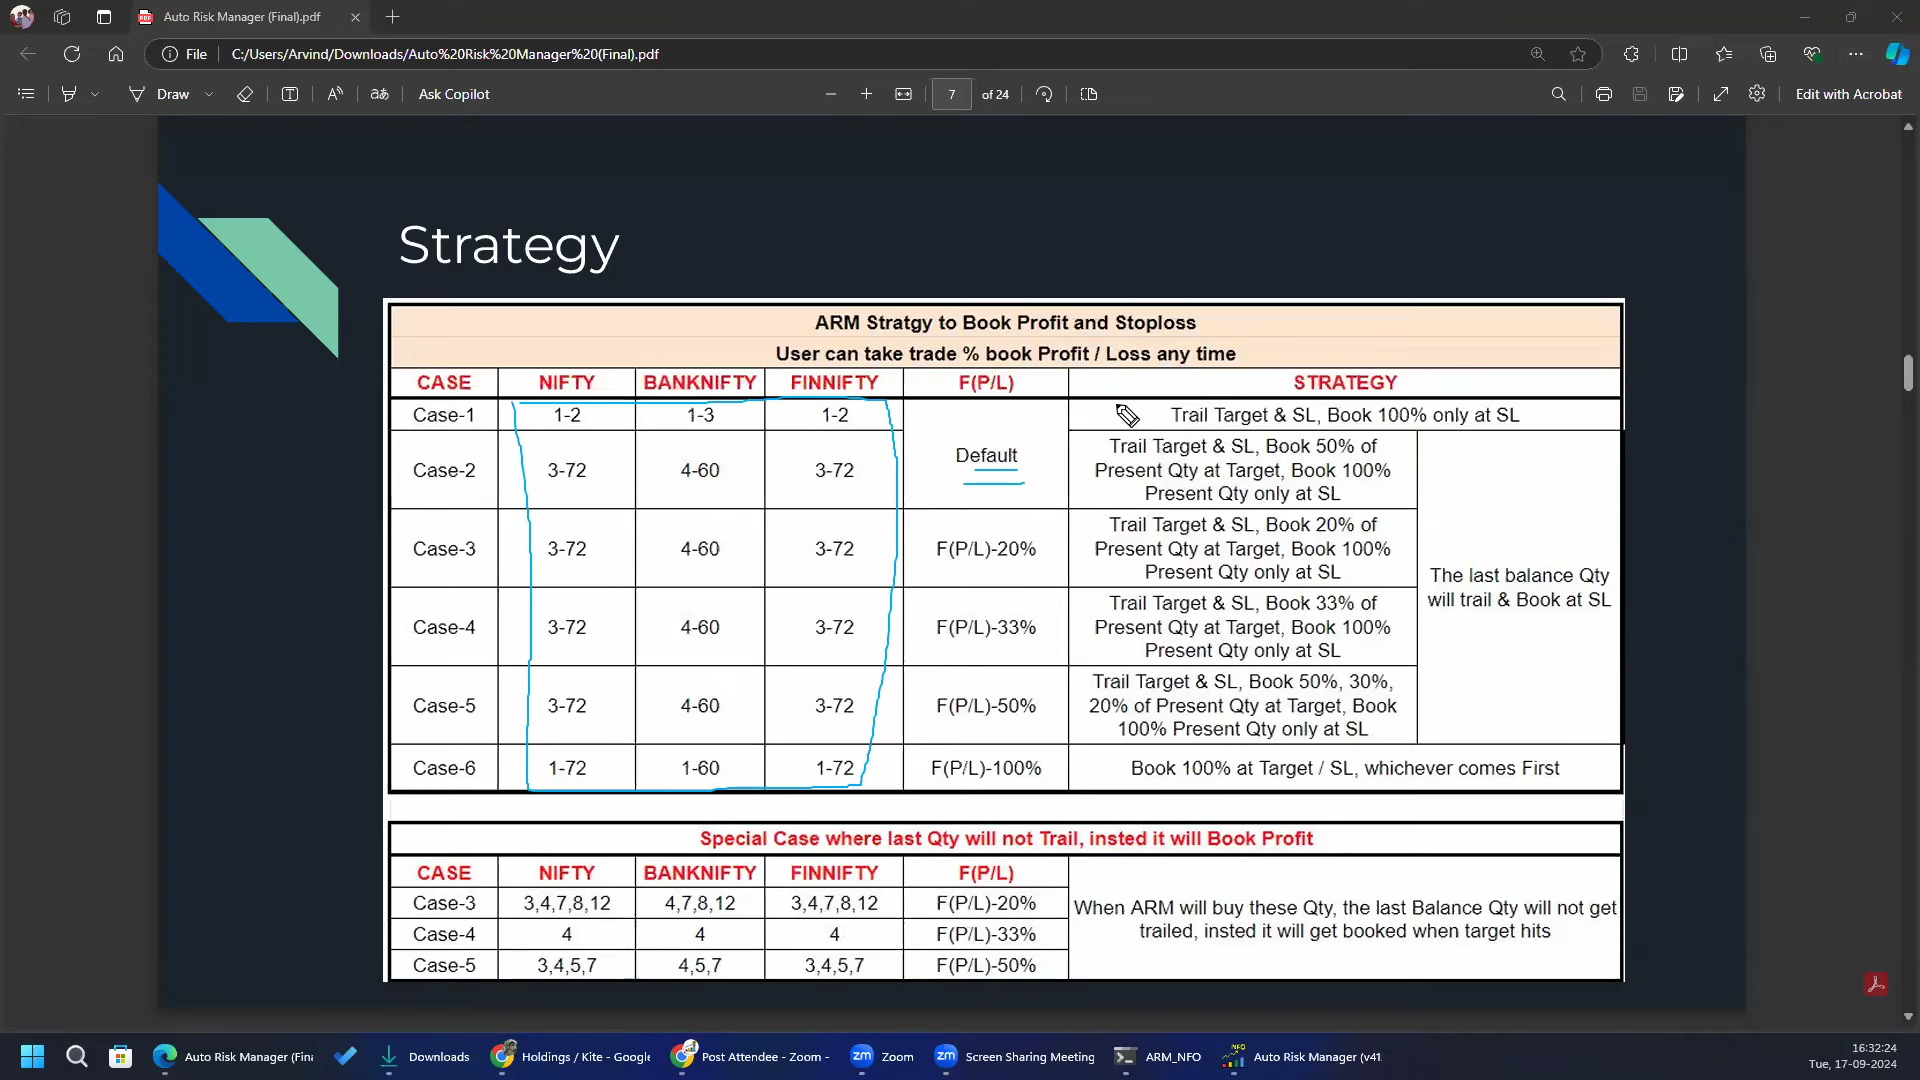 Auto Risk Manager (Final).pdf
File C:/Users/Arvind/Downloads/Auto%20Risk%20Manager%20(Final).pdf
Draw Ask Copilot 7 of 24 Edit with Acrobat
Strategy
ARM Stratgy to Book Profit and Stoploss
User can take trade % book Profit / Loss any time
CASE NIFTY BANKNIFTY FINNIFTY F(P/L) STRATEGY
Case-1 1-2 1-3 1-2 Trail Target & SL, Book 100% only at SL
Default
Case-2 3-72 4-60 3-72
Trail Target & SL, Book 50% of
Present Qty at Target, Book 100%
Present Qty only at SL
Case-3 3-72 4-60 3-72 F(P/L)-20%
Trail Target & SL, Book 20% of
Present Qty at Target, Book 100%
Present Qty only at SL
Case-4 3-72 4-60 3-72 F(P/L)-33%
Trail Target & SL, Book 33% of
Present Qty at Target, Book 100%
Present Qty only at SL
Case-5 3-72 4-60 3-72 F(P/L)-50%
Trail Target & SL, Book 50%, 30%,
20% of Present Qty at Target, Book
100% Present Qty only at SL
The last balance Qty
will trail & Book at SL
Case-6 1-72 1-60 1-72 F(P/L)-100% Book 100% at Target / SL, whichever comes First
Special Case where last Qty will not Trail, insted it will Book Profit
CASE NIFTY BANKNIFTY FINNIFTY F(P/L)
Case-3 3,4,7,8,12 4,7,8,12 3,4,7,8,12 F(P/L)-20%
Case-4 4 4 4 F(P/L)-33%
Case-5 3,4,5,7 4,5,7 3,4,5,7 F(P/L)-50%
When ARM will buy these Qty, the last Balance Qty will not get
trailed, insted it will get booked when target hits
Auto Risk Manager (Fina Downloads Holdings / Kite - Google Post Attendee - Zoom - Zoom Screen Sharing Meeting ARM_NFO Auto Risk Manager (v41
16:32:24
Tue, 17-09-2024